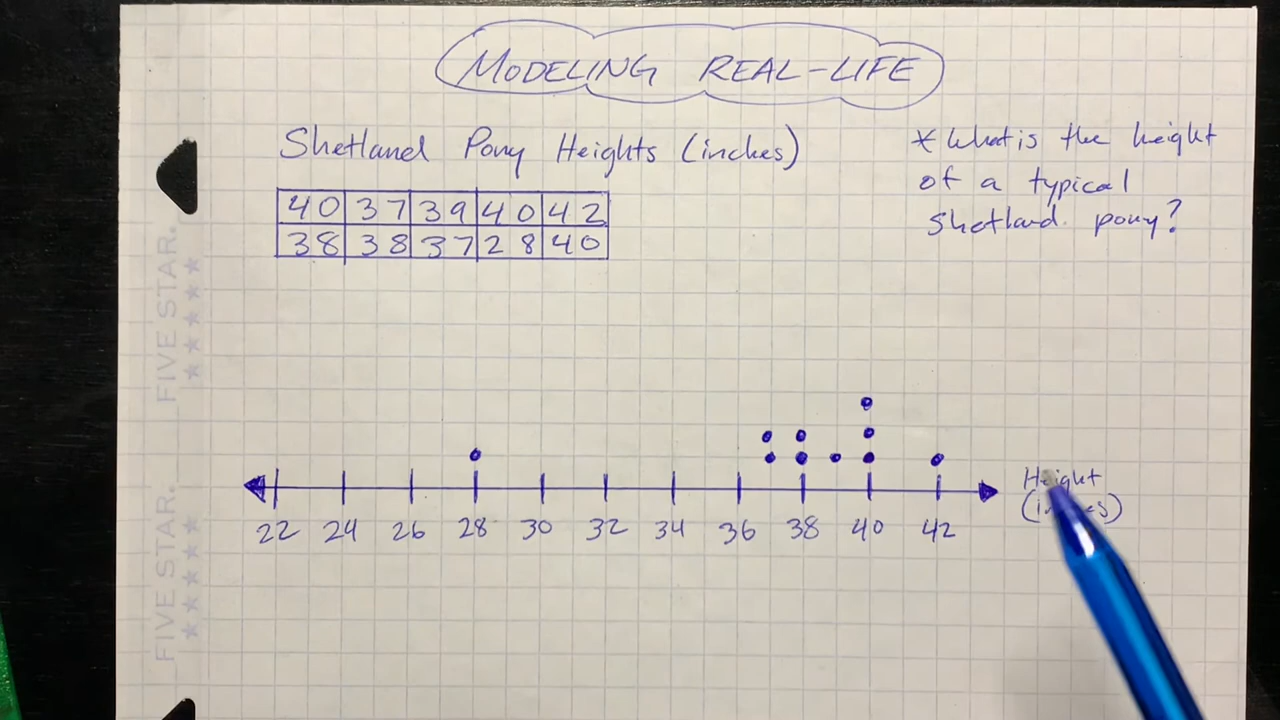 MODELING REAL-LIFE
Shetland Pony Heights (inches)
* What is the height
of a typical
Shetland pony?
40 37 39 40 42
38 38 37 28 40
22 24 26 28 30 32 34 36 38 40 42
Height
FIVE STAR.
FIVE STAR.